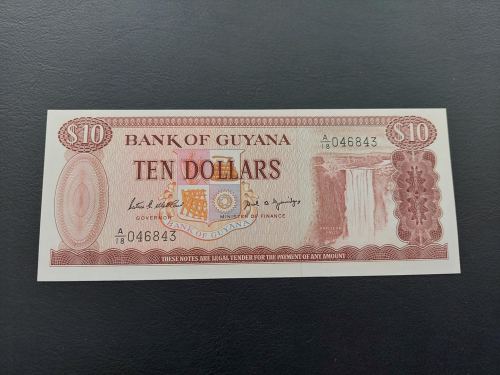 $10
BANK OF GUYANA
A/18 046843
$10
TEN DOLLARS
GOVERNOR
MINISTER OF FINANCE
A/18 046843
BANK OF GUYANA
THESE NOTES ARE LEGAL TENDER FOR THE PAYMENT OF ANY AMOUNT